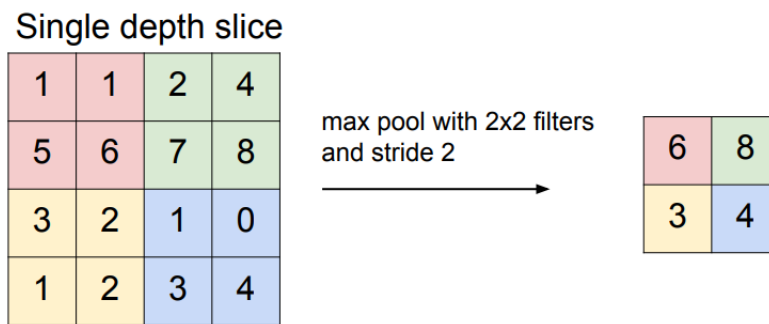 Single depth slice
1 1 2 4
5 6 7 8
3 2 1 0
1 2 3 4
max pool with 2x2 filters
and stride 2
6 8
3 4